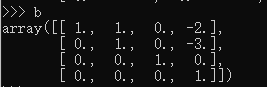 >>> b
array([[ 1.,  1.,  0., -2.],
       [ 0.,  1.,  0., -3.],
       [ 0.,  0.,  1.,  0.],
       [ 0.,  0.,  0.,  1.]])